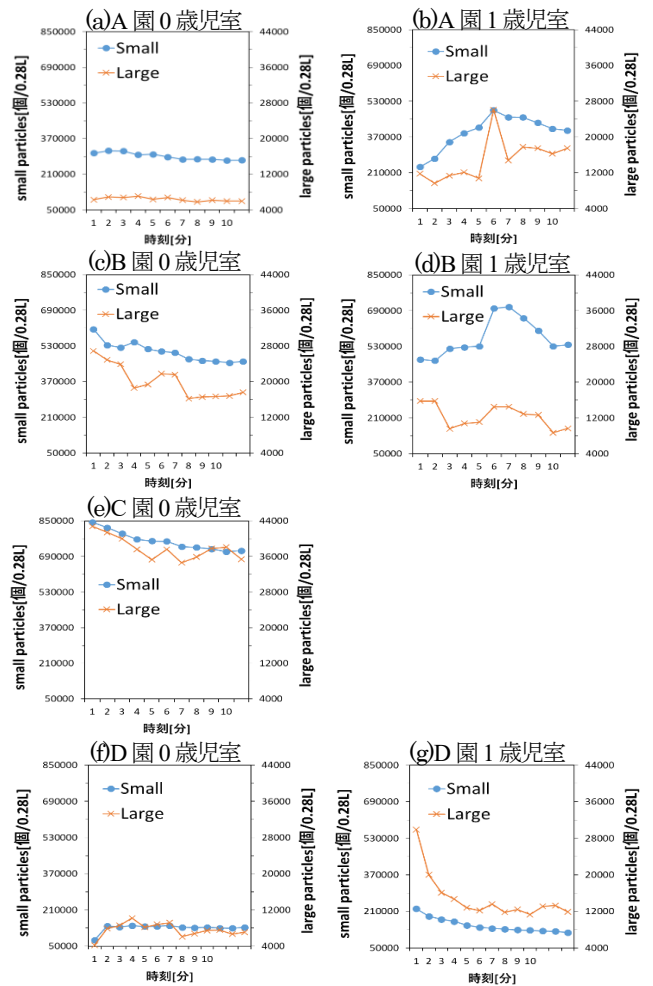 (a)A 園 0 歳児室
850000
690000
530000
370000
210000
50000
small particles[個/0.28L]
Small
Large
44000
36000
28000
20000
12000
4000
large particles[個/0.28L]
1 2 3 4 5 6 7 8 9 10
時刻[分]
(b)A 園 1 歳児室
850000
690000
530000
370000
210000
50000
small particles[個/0.28L]
Small
Large
44000
36000
28000
20000
12000
4000
large particles[個/0.28L]
1 2 3 4 5 6 7 8 9 10
時刻[分]
(c)B 園 0 歳児室
850000
690000
530000
370000
210000
50000
small particles[個/0.28L]
Small
Large
44000
36000
28000
20000
12000
4000
large particles[個/0.28L]
1 2 3 4 5 6 7 8 9 10
時刻[分]
(d)B 園 1 歳児室
850000
690000
530000
370000
210000
50000
small particles[個/0.28L]
Small
Large
44000
36000
28000
20000
12000
4000
large particles[個/0.28L]
1 2 3 4 5 6 7 8 9 10
時刻[分]
(e)C 園 0 歳児室
850000
690000
530000
370000
210000
50000
small particles[個/0.28L]
Small
Large
44000
36000
28000
20000
12000
4000
large particles[個/0.28L]
1 2 3 4 5 6 7 8 9 10
時刻[分]
(f)D 園 0 歳児室
850000
690000
530000
370000
210000
50000
small particles[個/0.28L]
Small
Large
44000
36000
28000
20000
12000
4000
large particles[個/0.28L]
1 2 3 4 5 6 7 8 9 10
時刻[分]
(g)D 園 1 歳児室
850000
690000
530000
370000
210000
50000
small particles[個/0.28L]
Small
Large
44000
36000
28000
20000
12000
4000
large particles[個/0.28L]
1 2 3 4 5 6 7 8 9 10
時刻[分]